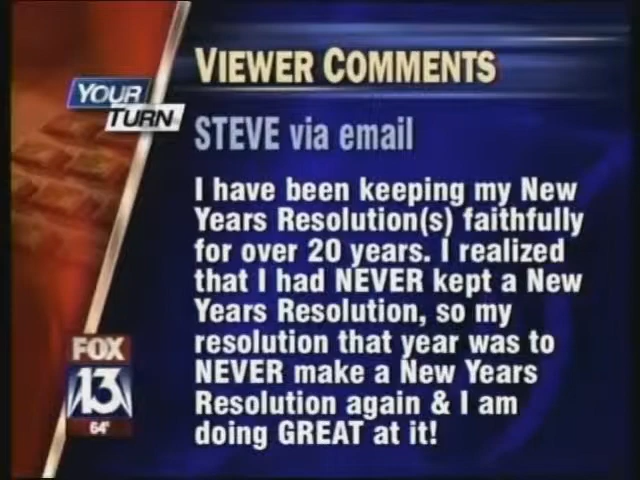 VIEWER COMMENTS
YOUR
TURN
STEVE via email
I have been keeping my New
Years Resolution(s) faithfully
for over 20 years. I realized
that I had NEVER kept a New
Years Resolution, so my
resolution that year was to
NEVER make a New Years
Resolution again & I am
doing GREAT at it!
FOX
13
64°